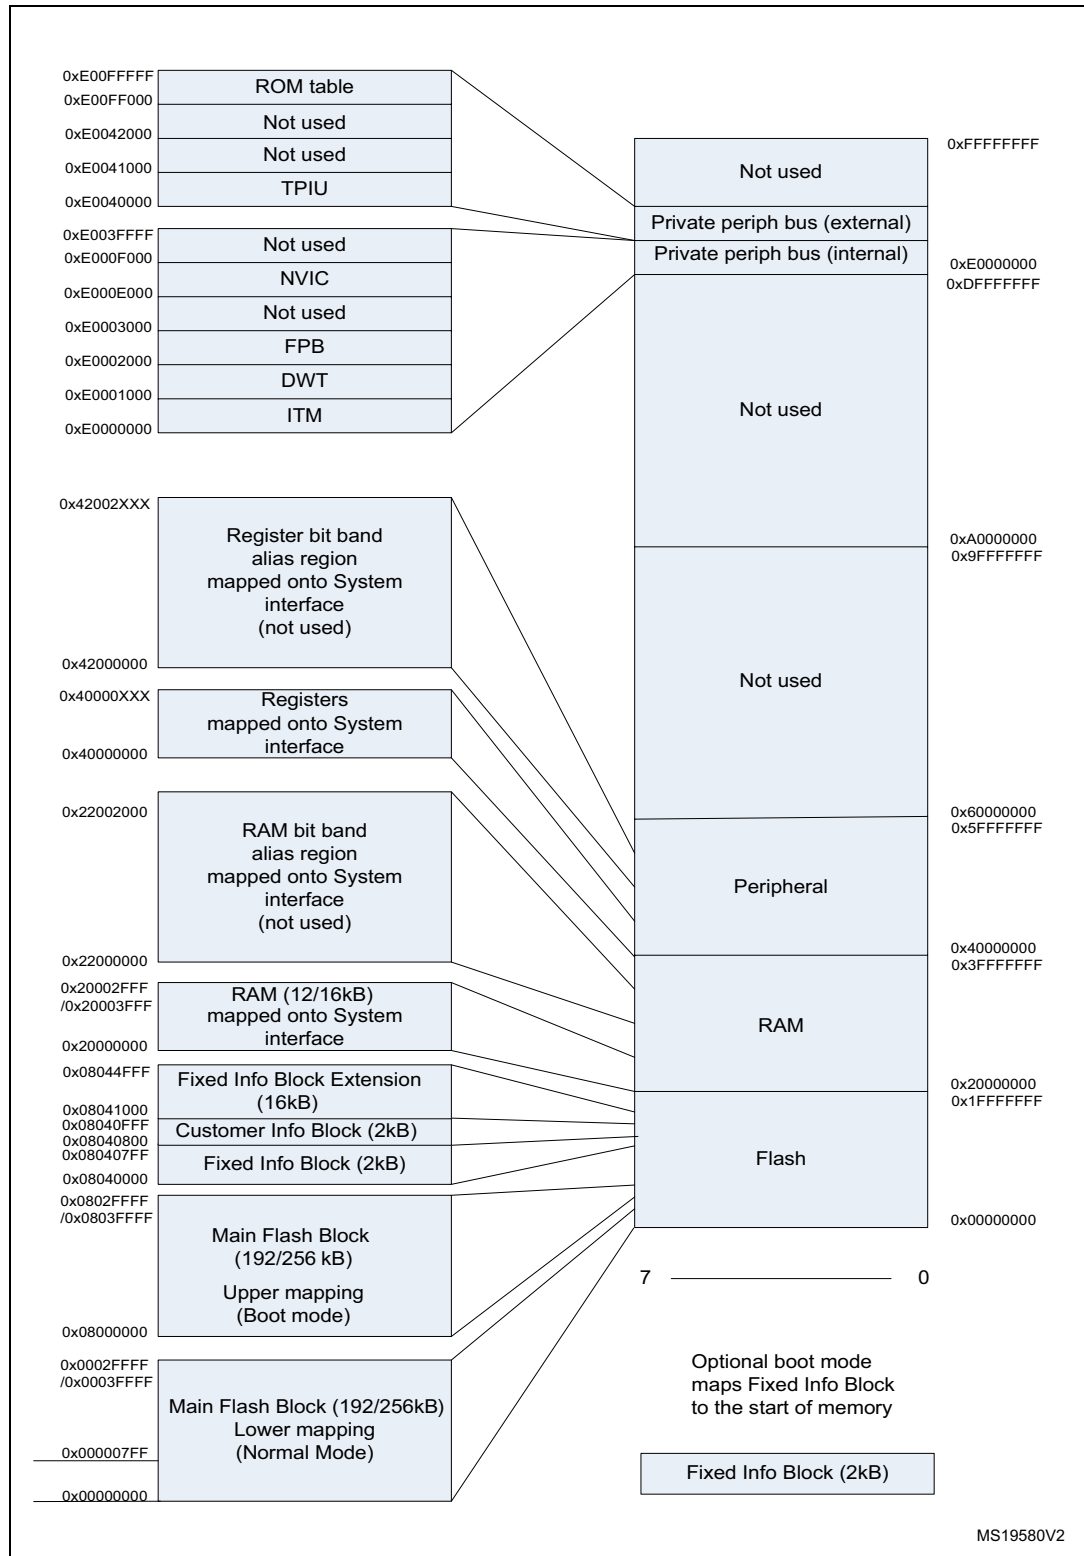 0xE00FFFFF
ROM table
0xE00FF000
Not used
0xE0042000
Not used
0xE0041000
TPIU
0xE0040000
0xE003FFFF
Not used
0xE000F000
NVIC
0xE000E000
Not used
0xE0003000
FPB
0xE0002000
DWT
0xE0001000
ITM
0xE0000000
0x42002XXX
Register bit band
alias region
mapped onto System
interface
(not used)
0x42000000
0x40000XXX
Registers
mapped onto System
interface
0x40000000
0x22002000
RAM bit band
alias region
mapped onto System
interface
(not used)
0x22000000
0x20002FFF
/0x20003FFF
RAM (12/16kB)
mapped onto System
interface
0x20000000
0x08044FFF
Fixed Info Block Extension
(16kB)
0x08041000
0x08040FFF
Customer Info Block (2kB)
0x08040800
0x080407FF
Fixed Info Block (2kB)
0x08040000
0x0802FFFF
/0x0803FFFF
Main Flash Block
(192/256 kB)
Upper mapping
(Boot mode)
0x08000000
0x0002FFFF
/0x0003FFFF
Main Flash Block (192/256kB)
Lower mapping
(Normal Mode)
0x000007FF
0x00000000
0xFFFFFFFF
Not used
Private periph bus (external)
Private periph bus (internal)
0xE0000000
0xDFFFFFFF
Not used
0xA0000000
0x9FFFFFFF
Not used
0x60000000
0x5FFFFFFF
Peripheral
0x40000000
0x3FFFFFFF
RAM
0x20000000
0x1FFFFFFF
Flash
0x00000000
7 0
Optional boot mode
maps Fixed Info Block
to the start of memory
Fixed Info Block (2kB)
MS19580V2